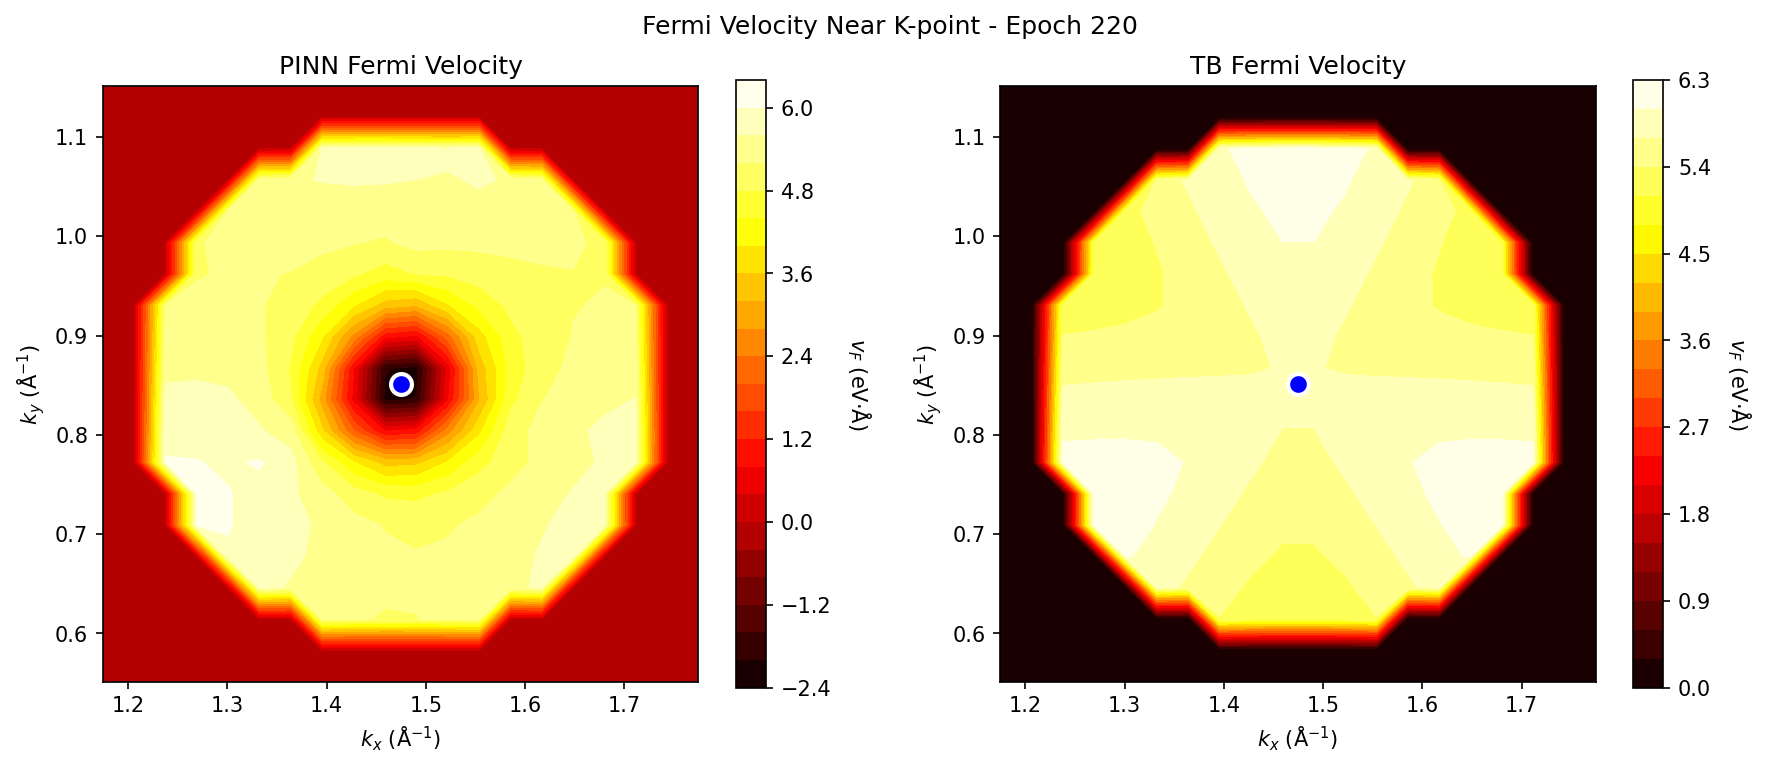 Fermi Velocity Near K-point - Epoch 220
PINN Fermi Velocity
1.1
1.0
0.9
0.8
0.7
0.6
k_y (Å⁻¹)
1.2 1.3 1.4 1.5 1.6 1.7
k_x (Å⁻¹)
6.0
4.8
3.6
2.4
1.2
0.0
−1.2
−2.4
v_F (eV·Å)
TB Fermi Velocity
1.1
1.0
0.9
0.8
0.7
0.6
k_y (Å⁻¹)
1.2 1.3 1.4 1.5 1.6 1.7
k_x (Å⁻¹)
6.3
5.4
4.5
3.6
2.7
1.8
0.9
0.0
v_F (eV·Å)